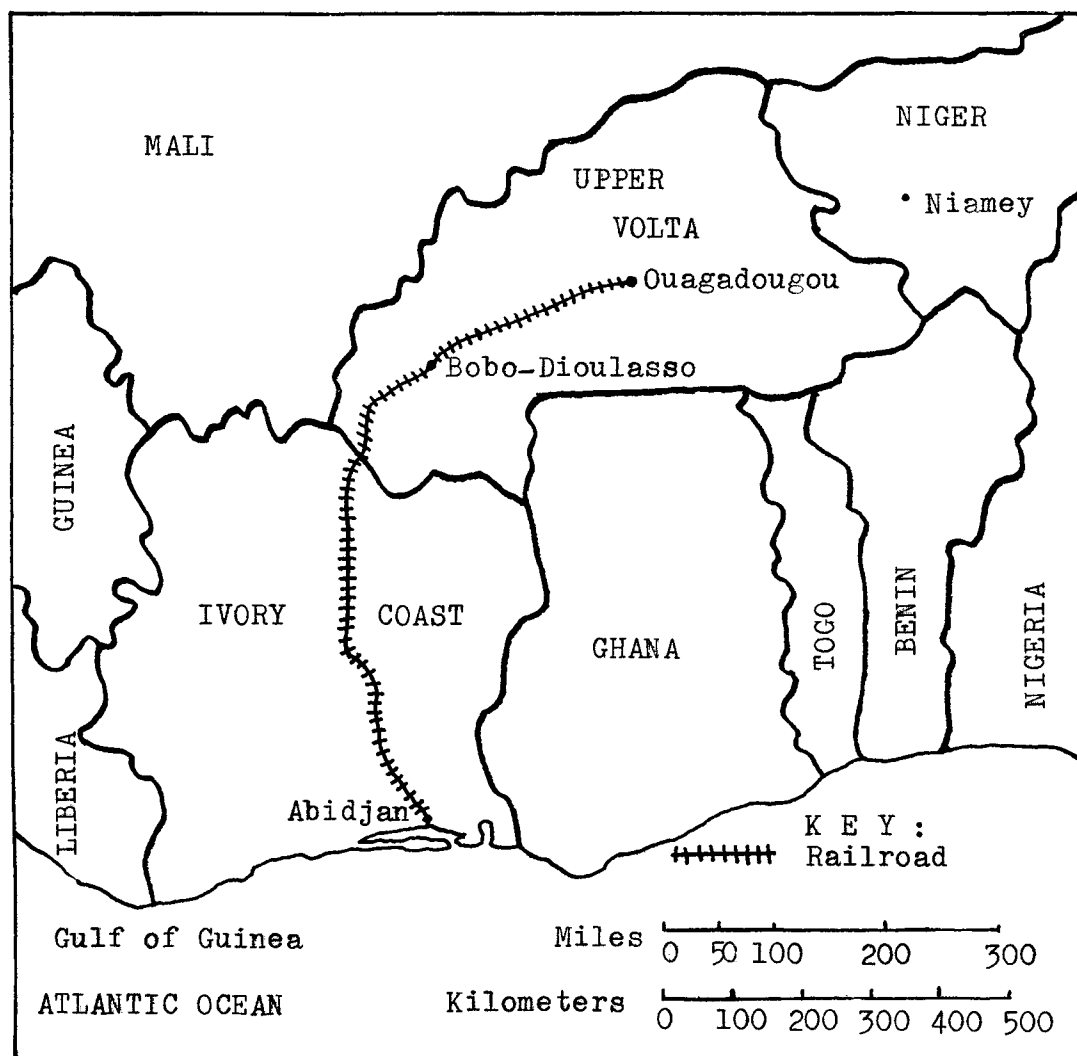 MALI
NIGER
UPPER
VOLTA
Niamey
Ouagadougou
Bobo-Dioulasso
GUINEA
IVORY COAST
GHANA
TOGO
BENIN
NIGERIA
LIBERIA
Abidjan
K E Y :
Railroad
Gulf of Guinea
Miles
0 50 100 200 300
ATLANTIC OCEAN
Kilometers
0 100 200 300 400 500